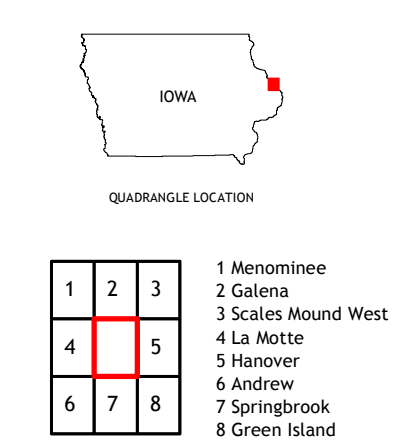 IOWA
QUADRANGLE LOCATION
1 2 3
4 5
6 7 8
1 Menominee
2 Galena
3 Scales Mound West
4 La Motte
5 Hanover
6 Andrew
7 Springbrook
8 Green Island